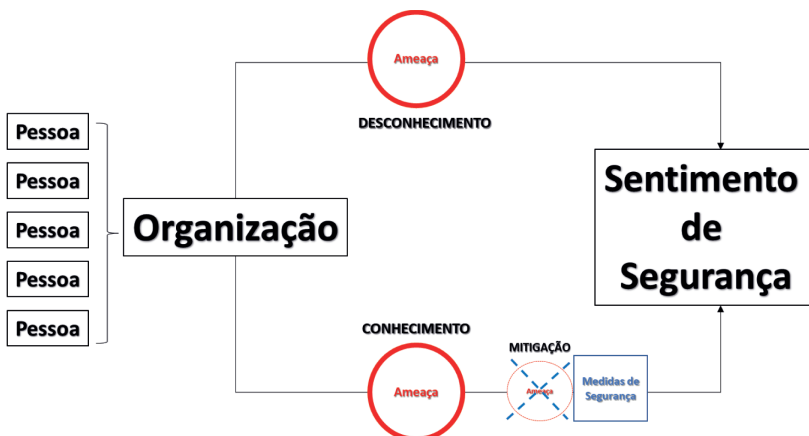 Ameaça
DESCONHECIMENTO
Pessoa
Pessoa
Pessoa
Pessoa
Pessoa
Organização
Sentimento
de
Segurança
CONHECIMENTO
Ameaça
MITIGAÇÃO
Ameaça
Medidas de
Segurança